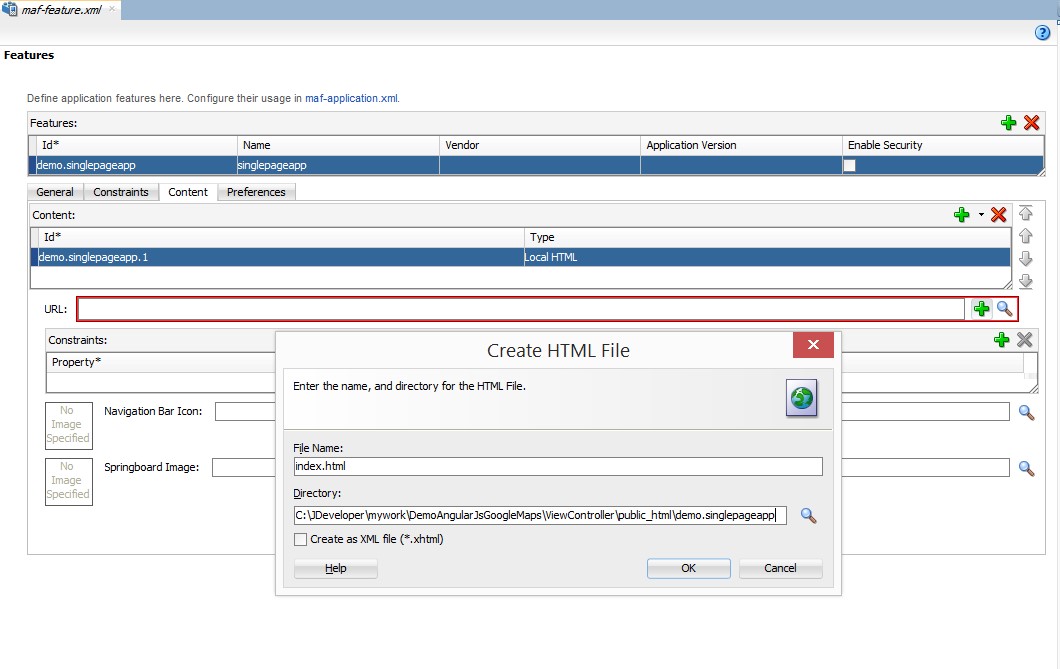 maf-feature.xml
Features
Define application features here. Configure their usage in maf-application.xml.
Features:
Id* Name Vendor Application Version Enable Security
demo.singlepageapp singlepageapp
General Constraints Content Preferences
Content:
Id* Type
demo.singlepageapp.1 Local HTML
URL:
Constraints:
Property*
Create HTML File
Enter the name, and directory for the HTML File.
No Image Specified
Navigation Bar Icon:
File Name:
index.html
No Image Specified
Springboard Image:
Directory:
C:\JDeveloper\mywork\DemoAngularJsGoogleMaps\ViewController\public_html\demo.singlepageapp
Create as XML file (*.xhtml)
Help OK Cancel